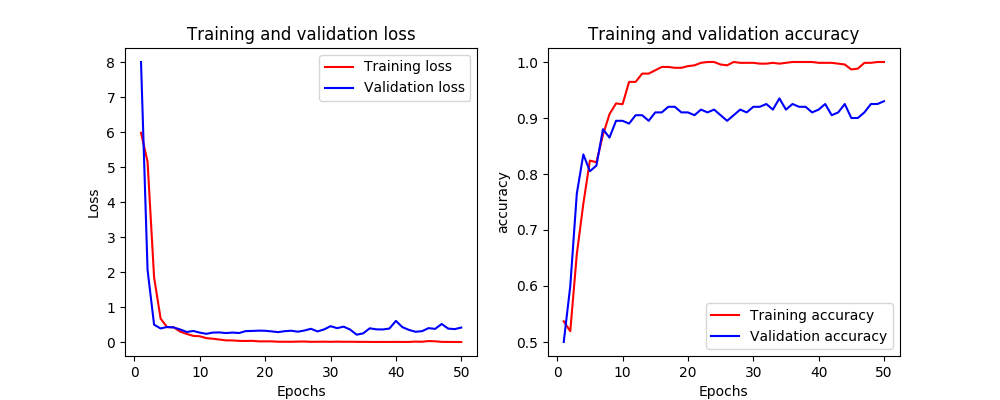 Training and validation loss
8
7
6
5
4
3
2
1
0
Loss
0 10 20 30 40 50
Epochs
Training loss
Validation loss
Training and validation accuracy
1.0
0.9
0.8
0.7
0.6
0.5
accuracy
0 10 20 30 40 50
Epochs
Training accuracy
Validation accuracy